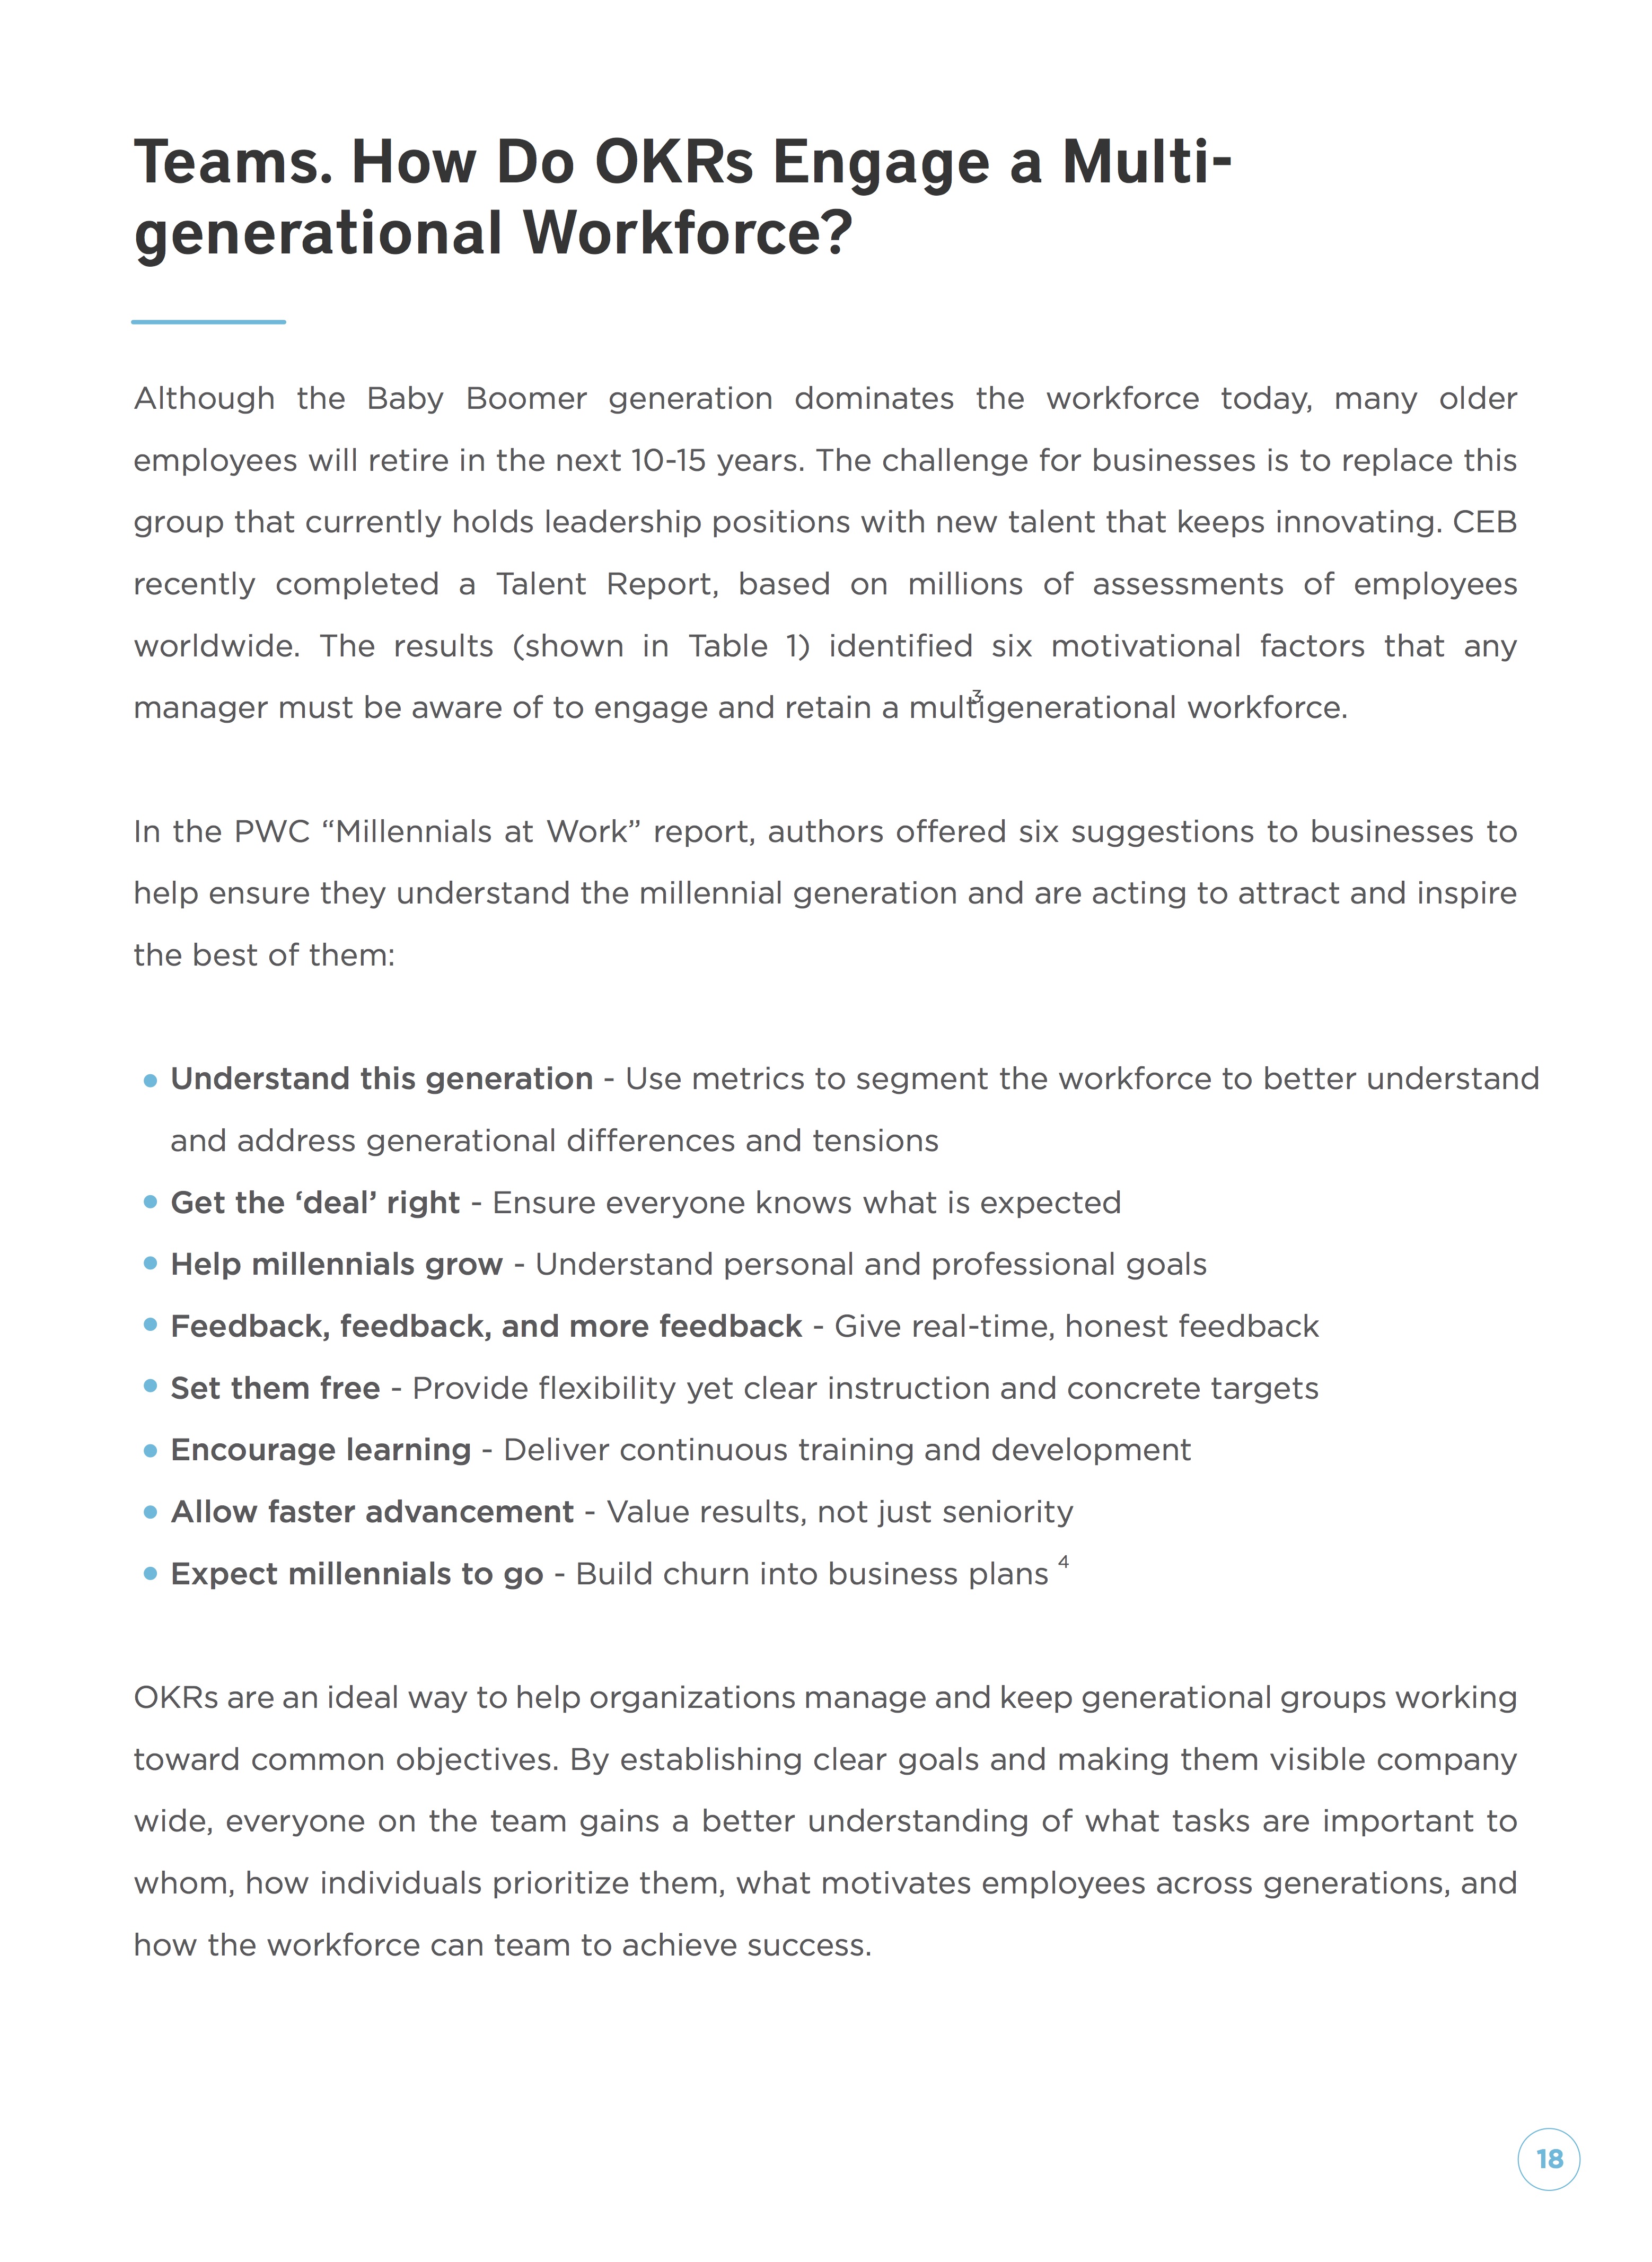 Teams. How Do OKRs Engage a Multi-
generational Workforce?
Although the Baby Boomer generation dominates the workforce today, many older
employees will retire in the next 10-15 years. The challenge for businesses is to replace this
group that currently holds leadership positions with new talent that keeps innovating. CEB
recently completed a Talent Report, based on millions of assessments of employees
worldwide. The results (shown in Table 1) identified six motivational factors that any
manager must be aware of to engage and retain a multigenerational workforce. 3
In the PWC “Millennials at Work” report, authors offered six suggestions to businesses to
help ensure they understand the millennial generation and are acting to attract and inspire
the best of them:
• Understand this generation - Use metrics to segment the workforce to better understand
and address generational differences and tensions
• Get the ‘deal’ right - Ensure everyone knows what is expected
• Help millennials grow - Understand personal and professional goals
• Feedback, feedback, and more feedback - Give real-time, honest feedback
• Set them free - Provide flexibility yet clear instruction and concrete targets
• Encourage learning - Deliver continuous training and development
• Allow faster advancement - Value results, not just seniority
• Expect millennials to go - Build churn into business plans 4
OKRs are an ideal way to help organizations manage and keep generational groups working
toward common objectives. By establishing clear goals and making them visible company
wide, everyone on the team gains a better understanding of what tasks are important to
whom, how individuals prioritize them, what motivates employees across generations, and
how the workforce can team to achieve success.
18